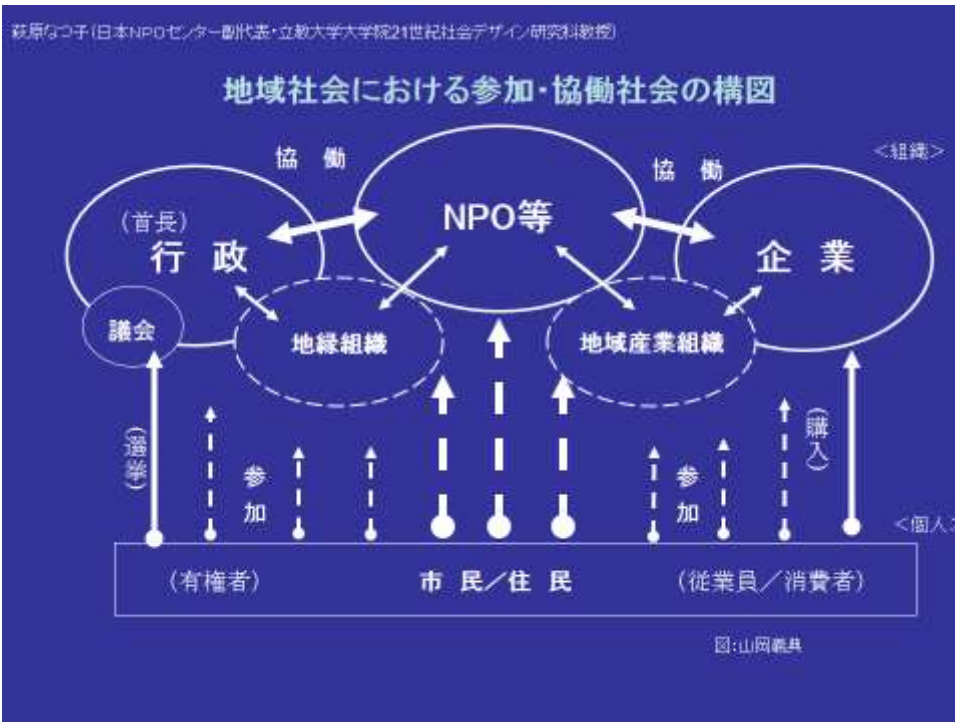 萩原なつ子(日本NPOセンター副代表・立教大学大学院21世紀社会デザイン研究科教授)
地域社会における参加・協働社会の構図
<組織>
協 働
協 働
(首長)
行 政
NPO等
企 業
議会
地縁組織
地域産業組織
(選挙)
参加
参加
(購入)
<個人
(有権者)
市 民/住 民
(従業員/消費者)
図:山岡義典